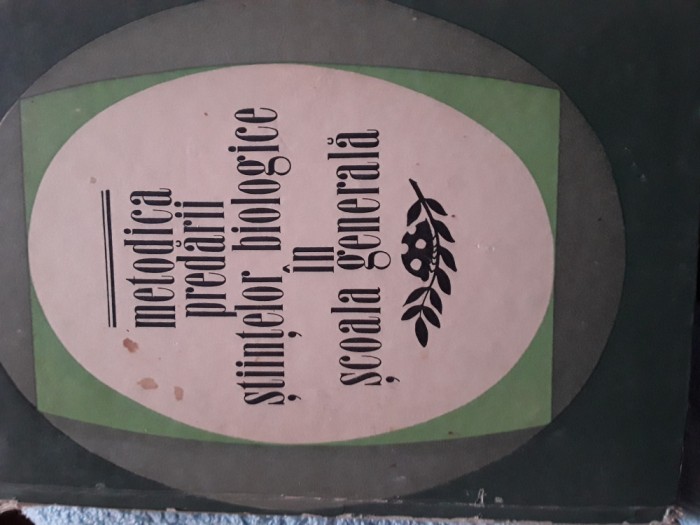 metodica
predării
științelor biologice
în
școala generală